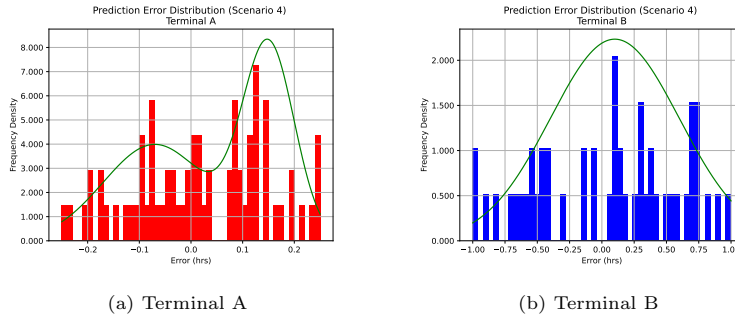 Prediction Error Distribution (Scenario 4)
Terminal A
8.000
7.000
6.000
5.000
4.000
3.000
2.000
1.000
0.000
Frequency Density
−0.2
−0.1
0.0
0.1
0.2
Error (hrs)
(a) Terminal A
Prediction Error Distribution (Scenario 4)
Terminal B
2.000
1.500
1.000
0.500
0.000
Frequency Density
−1.00
−0.75
−0.50
−0.25
0.00
0.25
0.50
0.75
Error (hrs)
(b) Terminal B